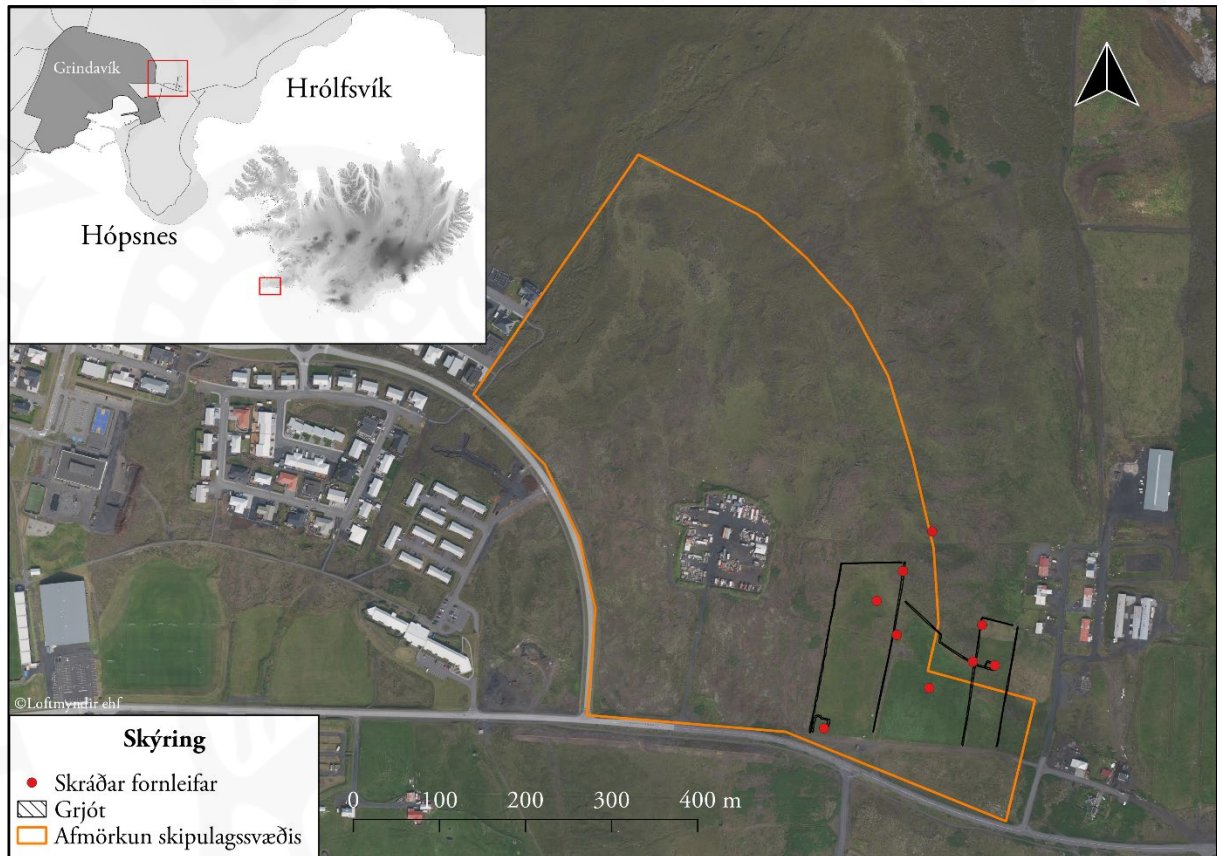 Grindavík
Hrólfsvík
Hópsnes
©Loftmyndir ehf
Skýring
Skráðar fornleifar
Grjót
Afmörkun skipulagssvæðis
0 100 200 300 400 m